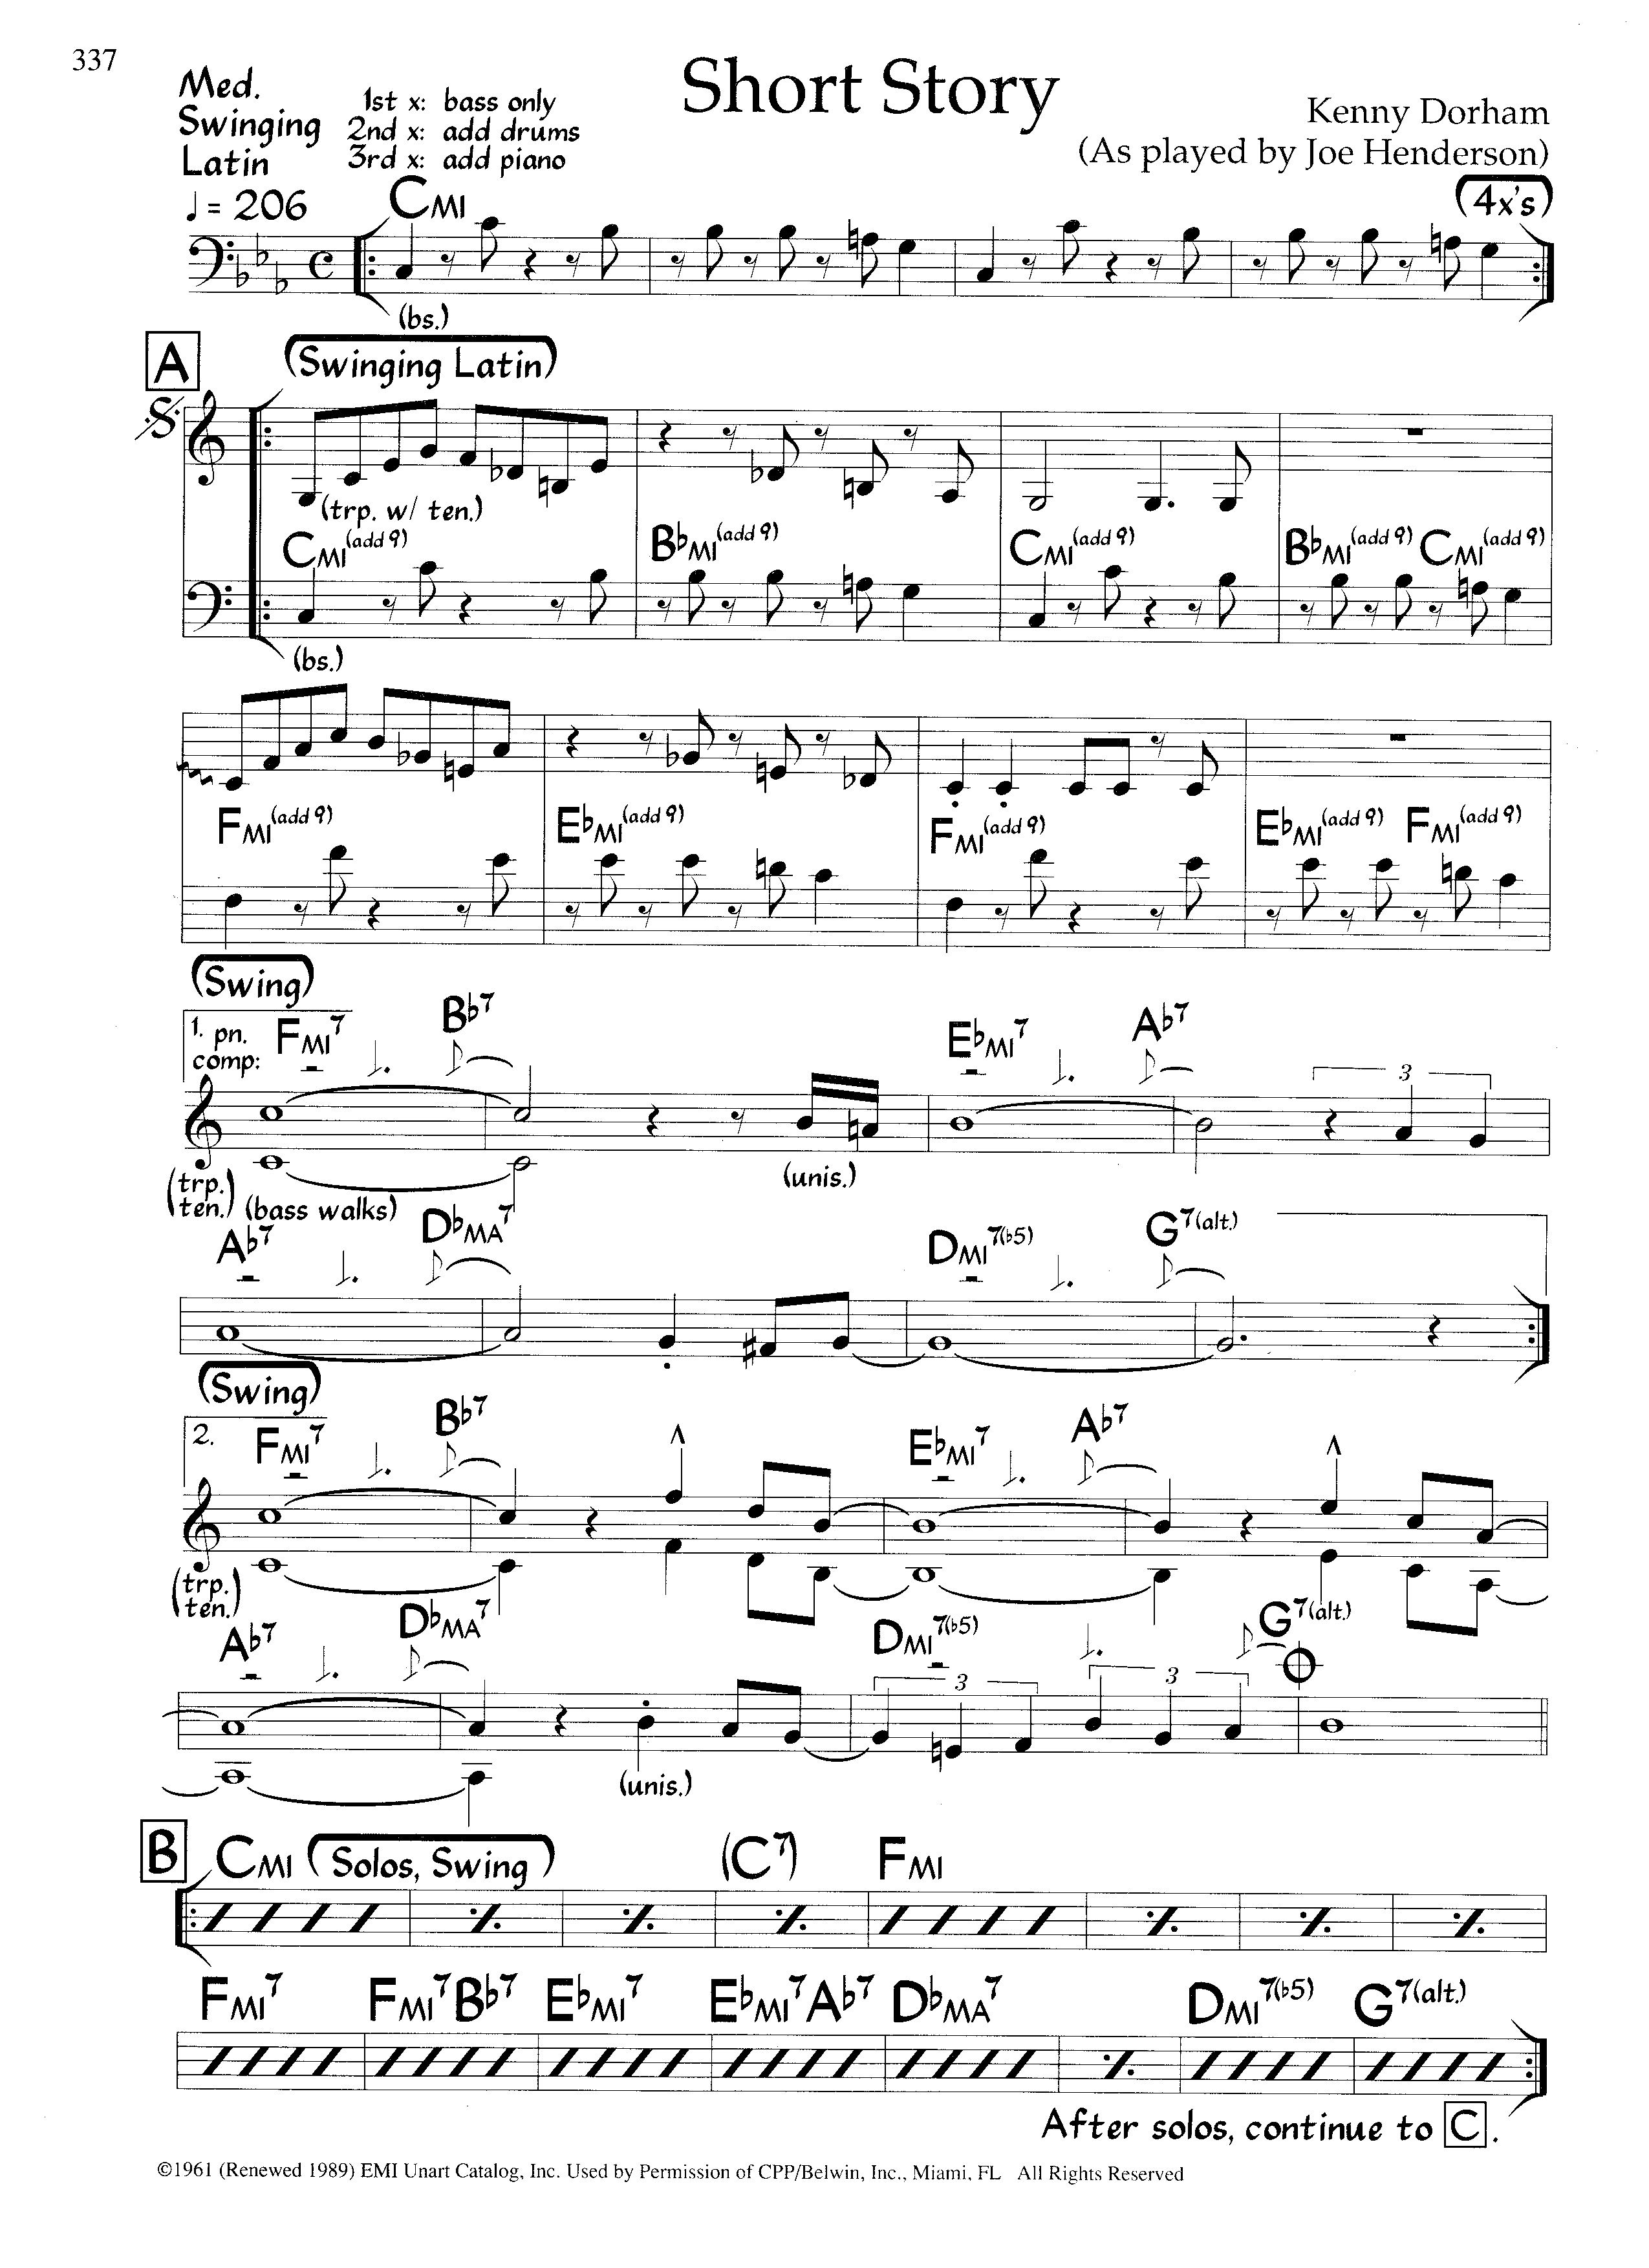 337
Short Story
Med.
Swinging
Latin
1st x: bass only
2nd x: add drums
3rd x: add piano
Kenny Dorham
(As played by Joe Henderson)
♩ = 206
CMI
(4x's)
(bs.)
A
(Swinging Latin)
(trp. w/ ten.)
CMI(add 9) B♭MI(add 9) CMI(add 9) B♭MI(add 9) CMI(add 9)
(bs.)
FMI(add 9) E♭MI(add 9) FMI(add 9) E♭MI(add 9) FMI(add 9)
(Swing)
1. pn.
comp:
FMI7 B♭7 E♭MI7 A♭7
3
(unis.)
(trp.
ten.) (bass walks)
A♭7 D♭MA7 DMI7(♭5) G7(alt.)
(Swing)
2. FMI7 B♭7 E♭MI7 A♭7
(trp.
ten.)
A♭7 D♭MA7 DMI7(♭5) G7(alt.)
3 3
(unis.)
B CMI (Solos, Swing) (C7) FMI
FMI7 FMI7 B♭7 E♭MI7 E♭MI7 A♭7 D♭MA7 DMI7(♭5) G7(alt.)
After solos, continue to C.
©1961 (Renewed 1989) EMI Unart Catalog, Inc. Used by Permission of CPP/Belwin, Inc., Miami, FL All Rights Reserved